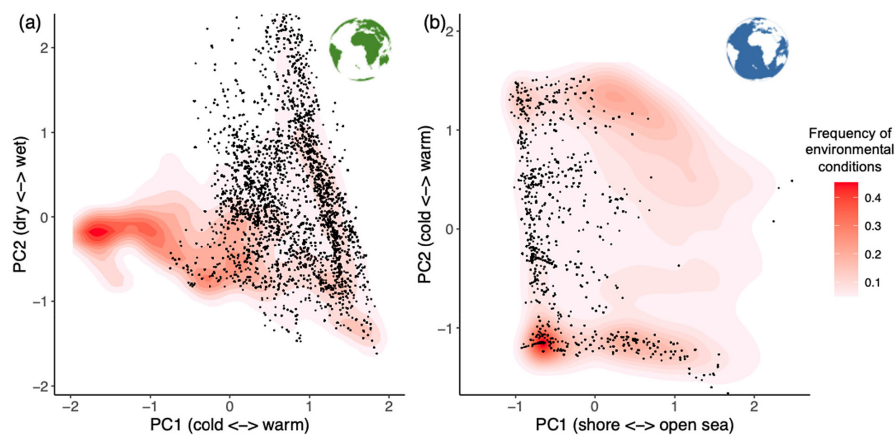 (a)
PC2 (dry <-> wet)
2
1
0
−1
−2
−2
−1
0
1
2
PC1 (cold <-> warm)
(b)
PC2 (cold <-> warm)
1
0
−1
−1
0
1
2
PC1 (shore <-> open sea)
Frequency of
environmental
conditions
0.4
0.3
0.2
0.1